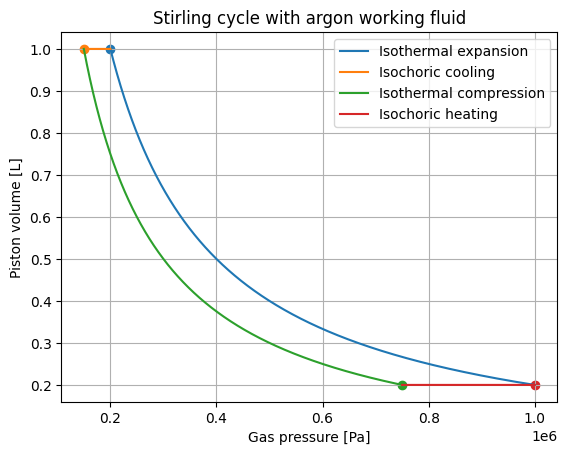 Stirling cycle with argon working fluid
Isothermal expansion
Isochoric cooling
Isothermal compression
Isochoric heating
Piston volume [L]
1.0
0.9
0.8
0.7
0.6
0.5
0.4
0.3
0.2
0.2 0.4 0.6 0.8 1.0
1e6
Gas pressure [Pa]